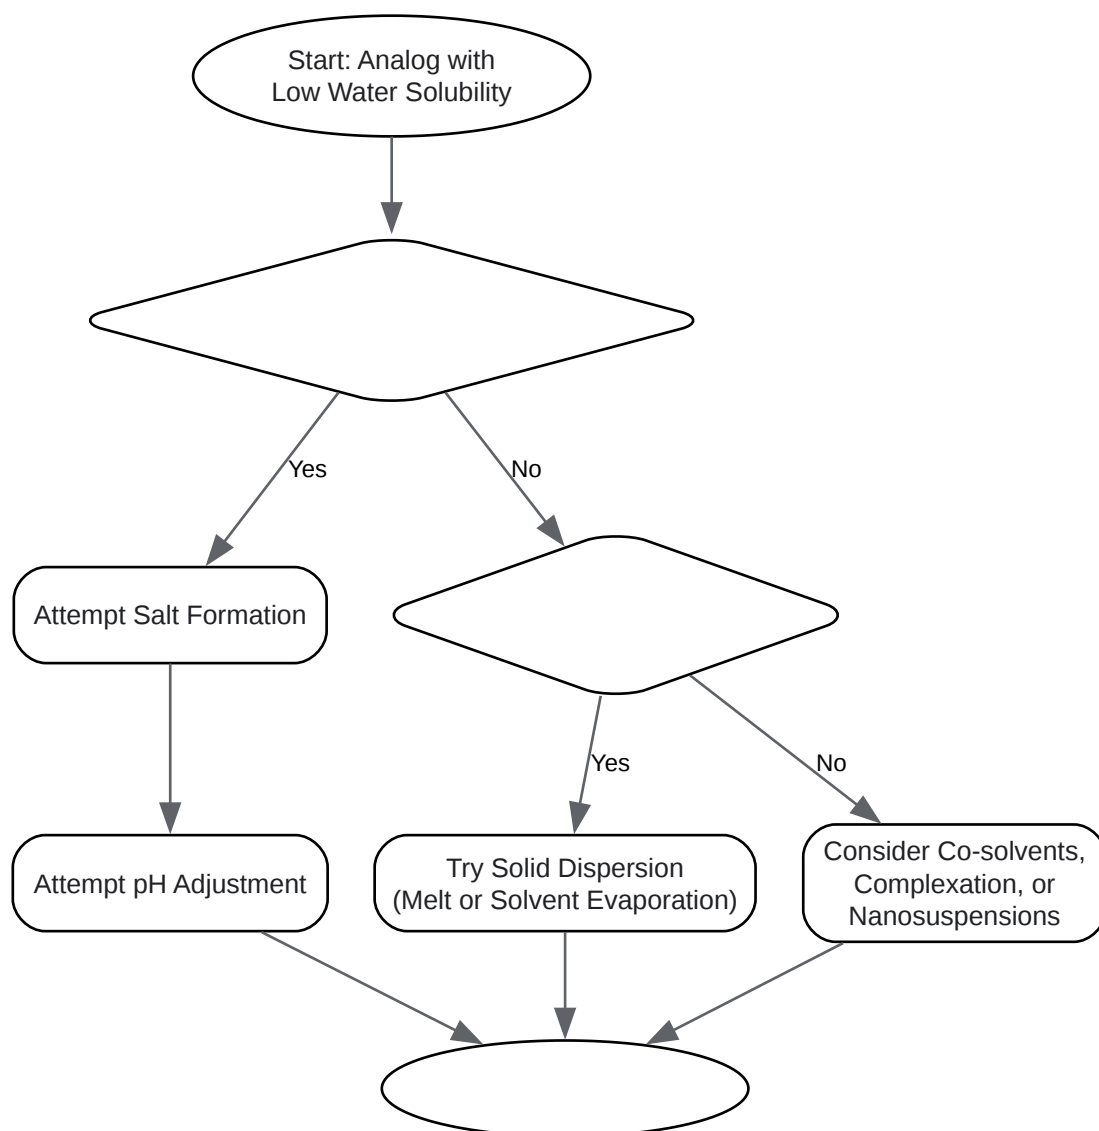 Start: Analog with
Low Water Solubility
Yes
No
Attempt Salt Formation
Yes
No
Attempt pH Adjustment
Try Solid Dispersion
(Melt or Solvent Evaporation)
Consider Co-solvents,
Complexation, or
Nanosuspensions